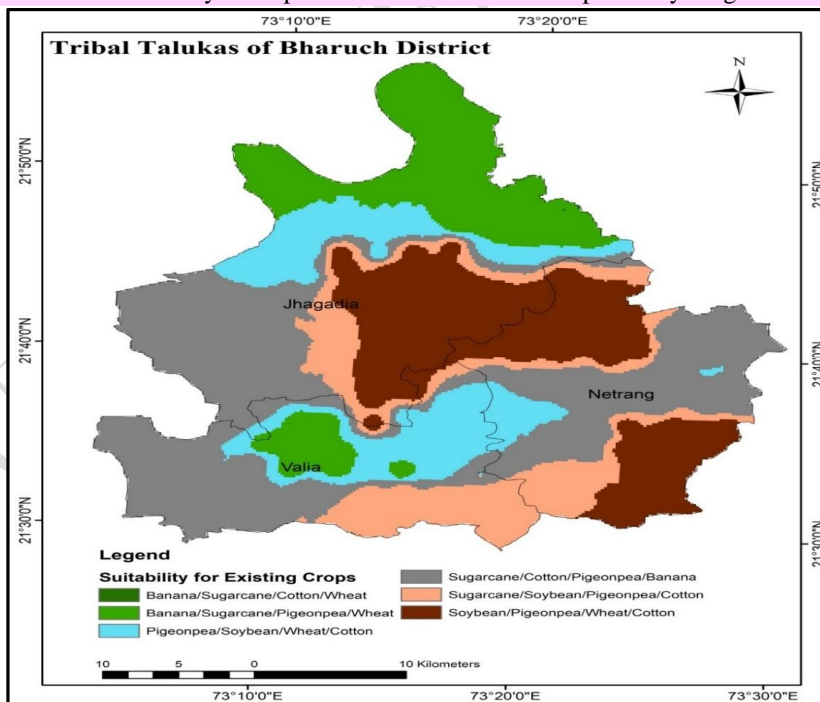 73°10'0"E
73°20'0"E
Tribal Talukas of Bharuch District
N
21°50'0"N
21°50'0"N
Jhagadia
21°40'0"N
21°40'0"N
Netrang
Valia
21°30'0"N
21°30'0"N
Legend
Suitability for Existing Crops
Banana/Sugarcane/Cotton/Wheat
Banana/Sugarcane/Pigeonpea/Wheat
Pigeonpea/Soybean/Wheat/Cotton
Sugarcane/Cotton/Pigeonpea/Banana
Sugarcane/Soybean/Pigeonpea/Cotton
Soybean/Pigeonpea/Wheat/Cotton
10 5 0 10 Kilometers
73°10'0"E
73°20'0"E
73°30'0"E